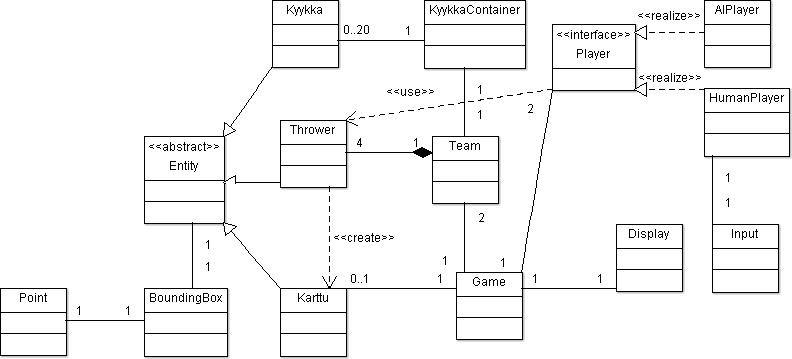 Kyykka
KyykkaContainer
<<realize>>
AIPlayer
0..20
1
<<interface>>
Player
<<realize>>
HumanPlayer
<<use>>
1
2
1
Thrower
4
1
Team
<<abstract>>
Entity
1
1
2
<<create>>
Display
Input
1
1
1
1
0..1
1
Game
1
1
Point
1
1
BoundingBox
Karttu